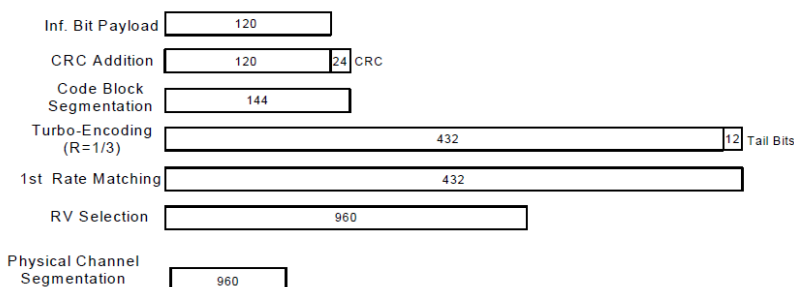 Inf. Bit Payload 120
CRC Addition 120 24 CRC
Code Block
Segmentation 144
Turbo-Encoding
(R=1/3) 432 12 Tail Bits
1st Rate Matching 432
RV Selection 960
Physical Channel
Segmentation 960